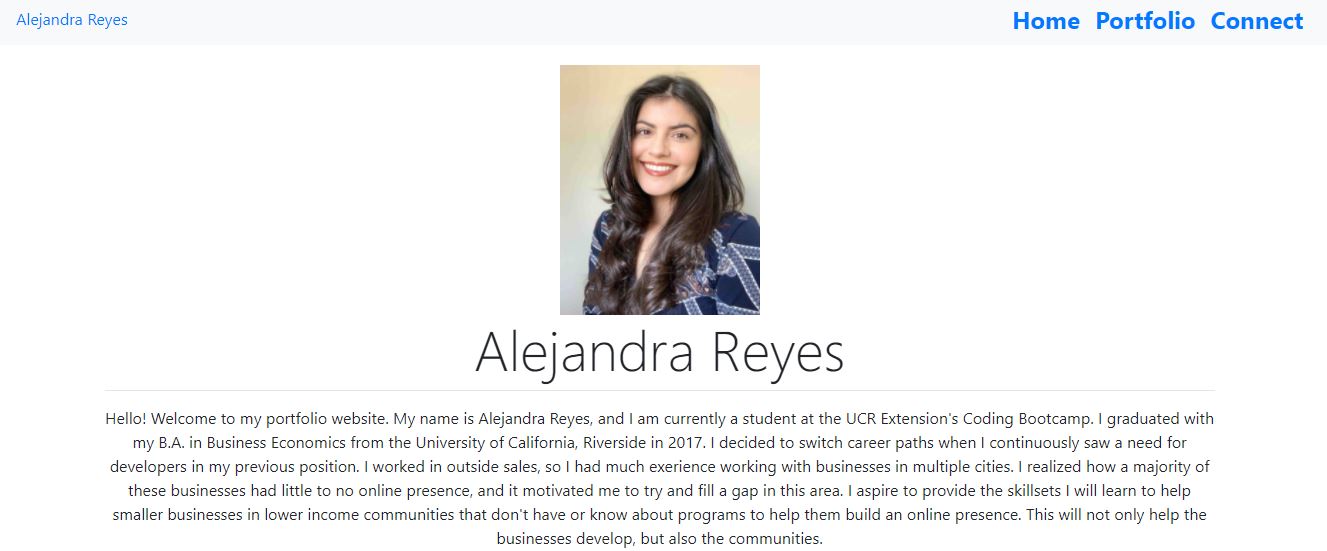 Alejandra Reyes
Home Portfolio Connect
Alejandra Reyes
Hello! Welcome to my portfolio website. My name is Alejandra Reyes, and I am currently a student at the UCR Extension's Coding Bootcamp. I graduated with
my B.A. in Business Economics from the University of California, Riverside in 2017. I decided to switch career paths when I continuously saw a need for
developers in my previous position. I worked in outside sales, so I had much exerience working with businesses in multiple cities. I realized how a majority of
these businesses had little to no online presence, and it motivated me to try and fill a gap in this area. I aspire to provide the skillsets I will learn to help
smaller businesses in lower income communities that don't have or know about programs to help them build an online presence. This will not only help the
businesses develop, but also the communities.